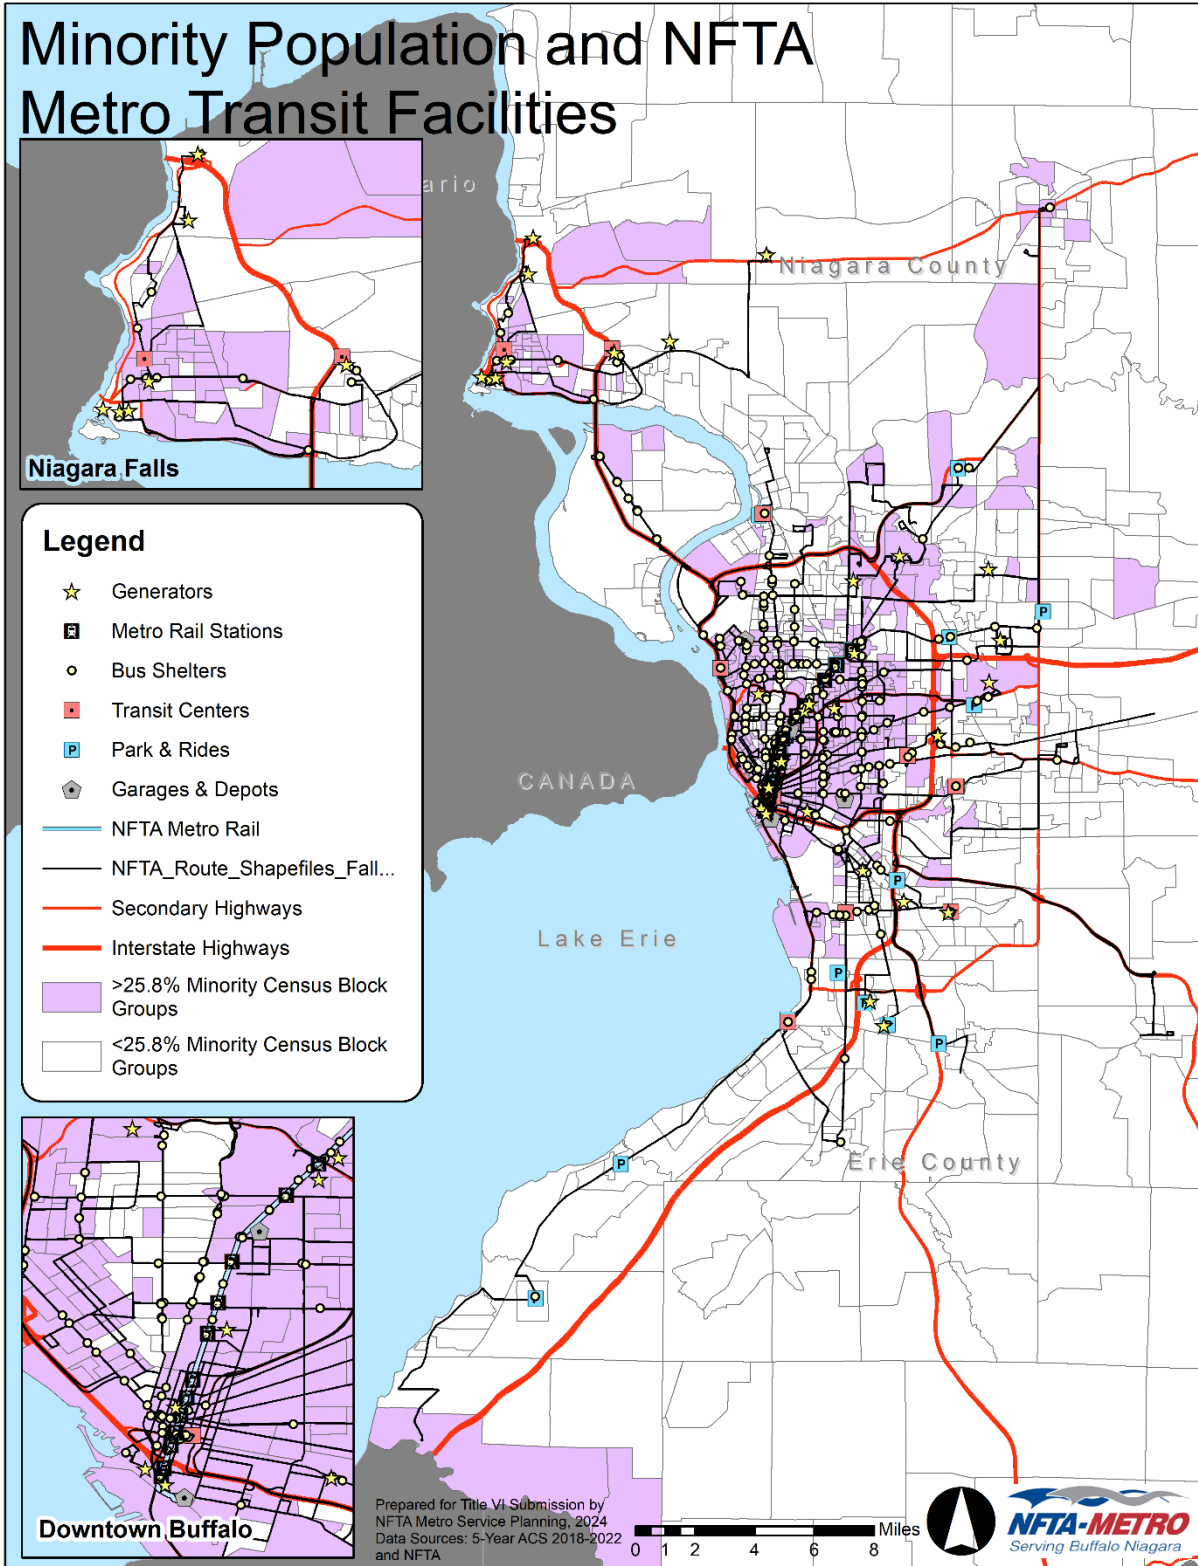 Minority Population and NFTA
Metro Transit Facilities
ario
Niagara County
Niagara Falls
Legend
Generators
Metro Rail Stations
Bus Shelters
Transit Centers
P Park & Rides
Garages & Depots
NFTA Metro Rail
NFTA_Route_Shapefiles_Fall...
Secondary Highways
Interstate Highways
>25.8% Minority Census Block
Groups
<25.8% Minority Census Block
Groups
P
CANADA
P
Lake Erie
P
P
Erie County
P
Downtown Buffalo
Prepared for Title VI Submission by
NFTA Metro Service Planning, 2024
Data Sources: 5-Year ACS 2018-2022
and NFTA
Miles
0 1 2 4 6 8
NFTA-METRO
Serving Buffalo Niagara